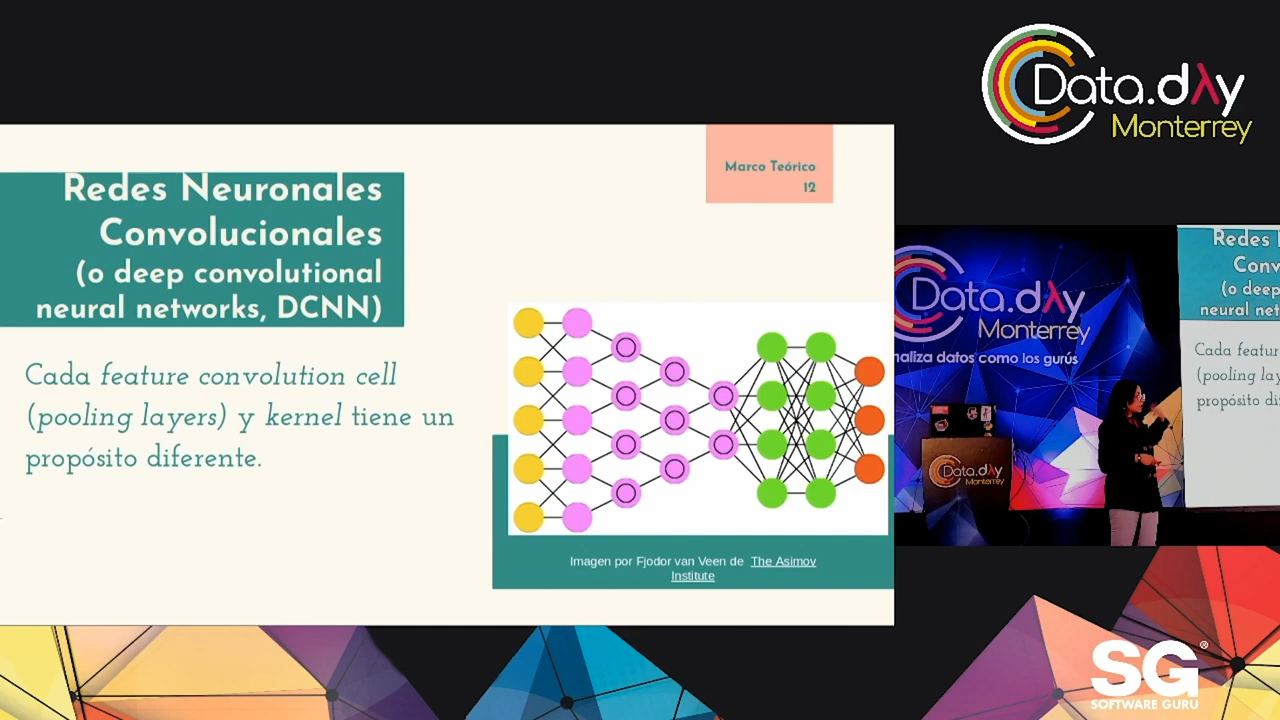 Data.dλy
Monterrey
Marco Teórico
12
Redes Neuronales
Convolucionales
(o deep convolutional
neural networks, DCNN)
Cada feature convolution cell
(pooling layers) y kernel tiene un
propósito diferente.
Imagen por Fjodor van Veen de The Asimov
Institute
Data.dλy
Monterrey
naliza datos como los gurús
Data.dλy
Monterrey
Redes
Conv
(o deep
neural net
Cada featur
(pooling lay
propósito di
SG®
SOFTWARE GURU